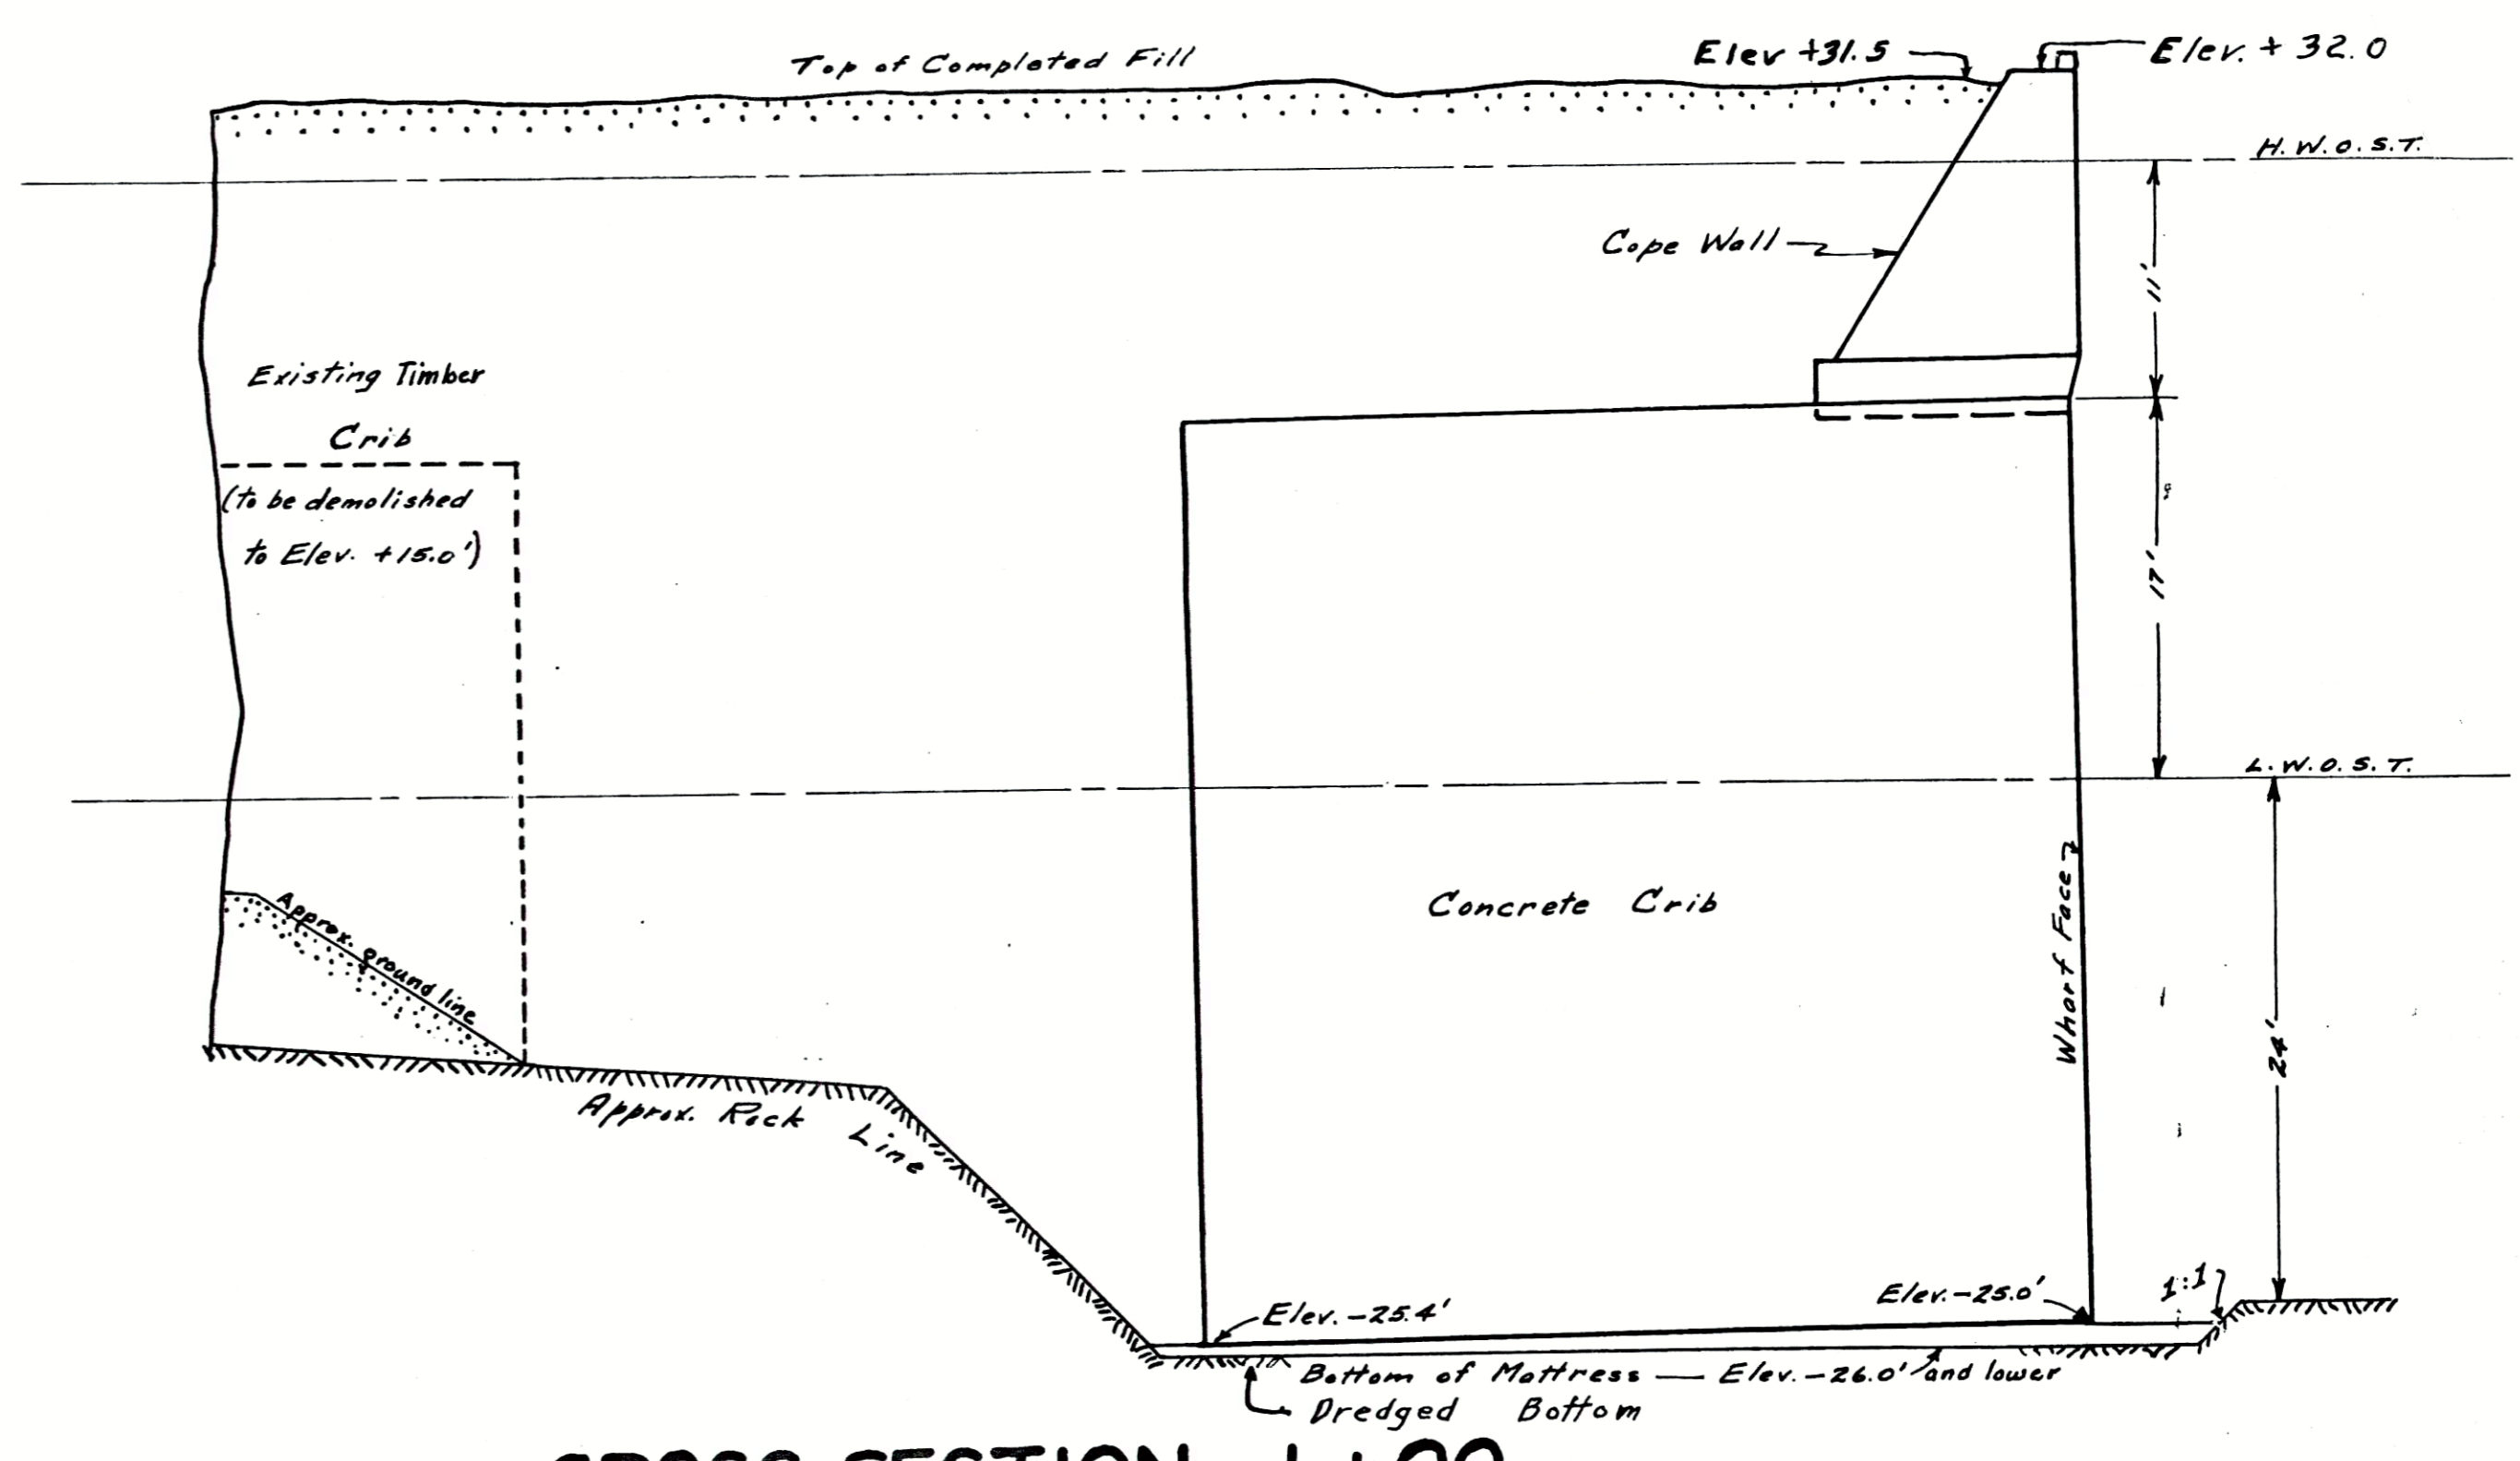 Top of Completed Fill
Elev +31.5
Elev. + 32.0
H.W.O.S.T.
Cope Wall
11'
Existing Timber
Crib
(to be demolished
to Elev. +15.0')
17'
L.W.O.S.T.
Approx. ground line
Concrete Crib
Wharf Face
24'
Approx. Rock Line
Elev. -25.4'
Elev. -25.0'
1:1
Bottom of Mattress — Elev. -26.0' and lower
Dredged Bottom
CROSS SECTION